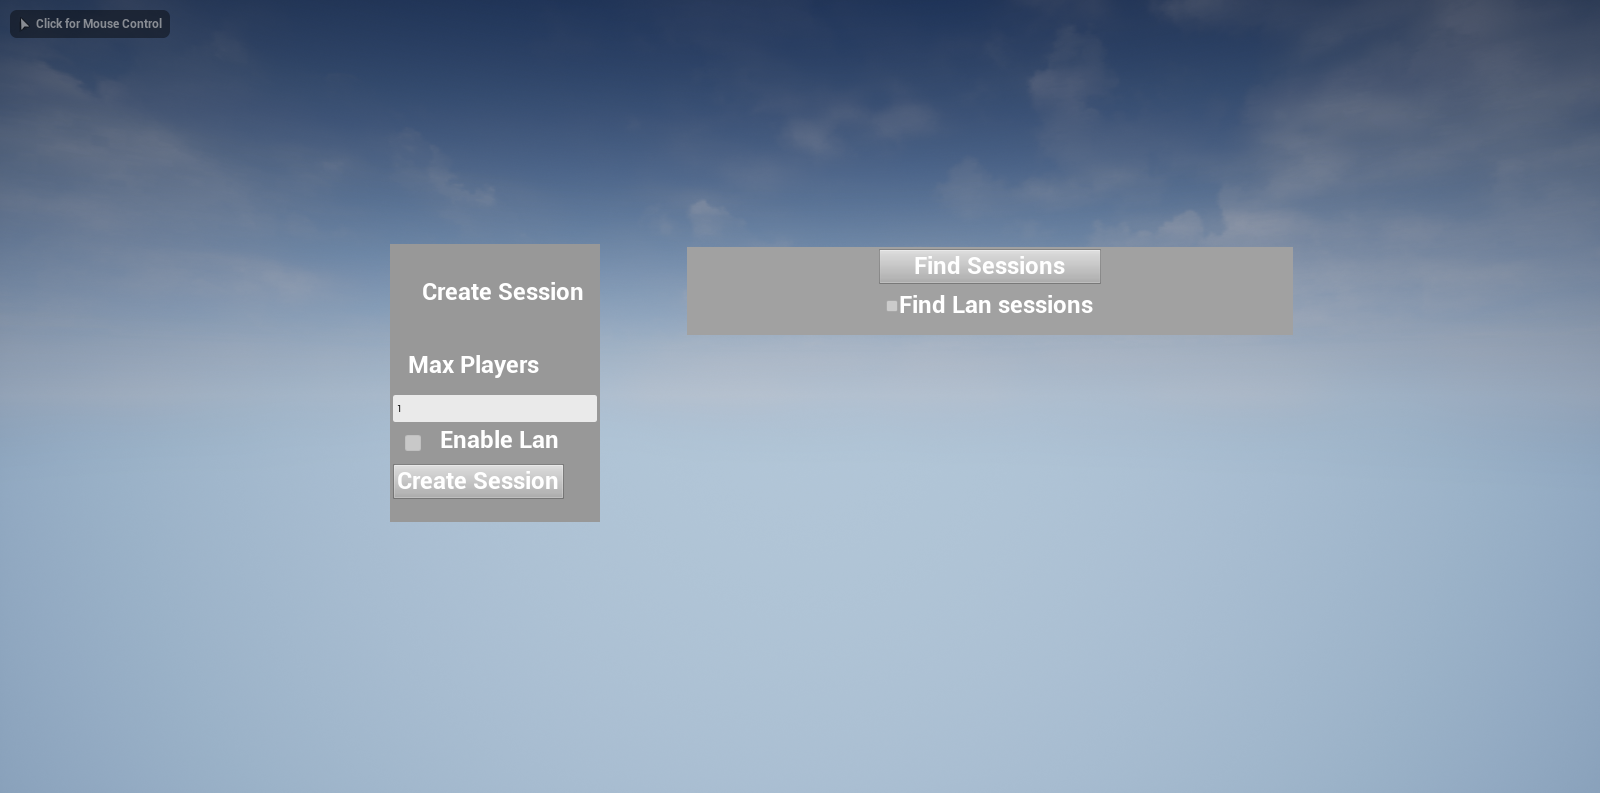 Click for Mouse Control
Create Session
Max Players
1
Enable Lan
Create Session
Find Sessions
Find Lan sessions